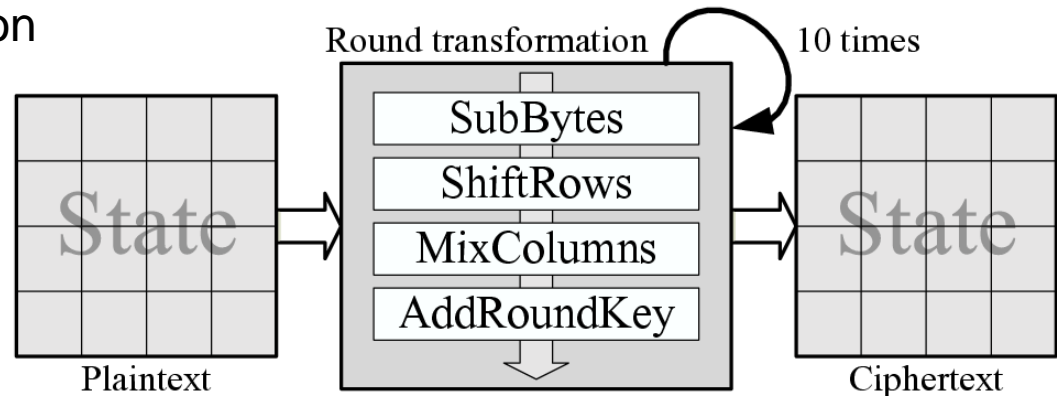 on
Round transformation
10 times
State
SubBytes
ShiftRows
MixColumns
AddRoundKey
State
Plaintext
Ciphertext